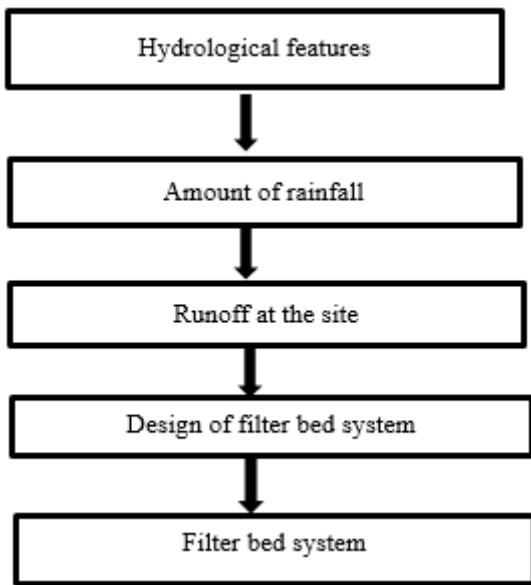 Hydrological features
Amount of rainfall
Runoff at the site
Design of filter bed system
Filter bed system